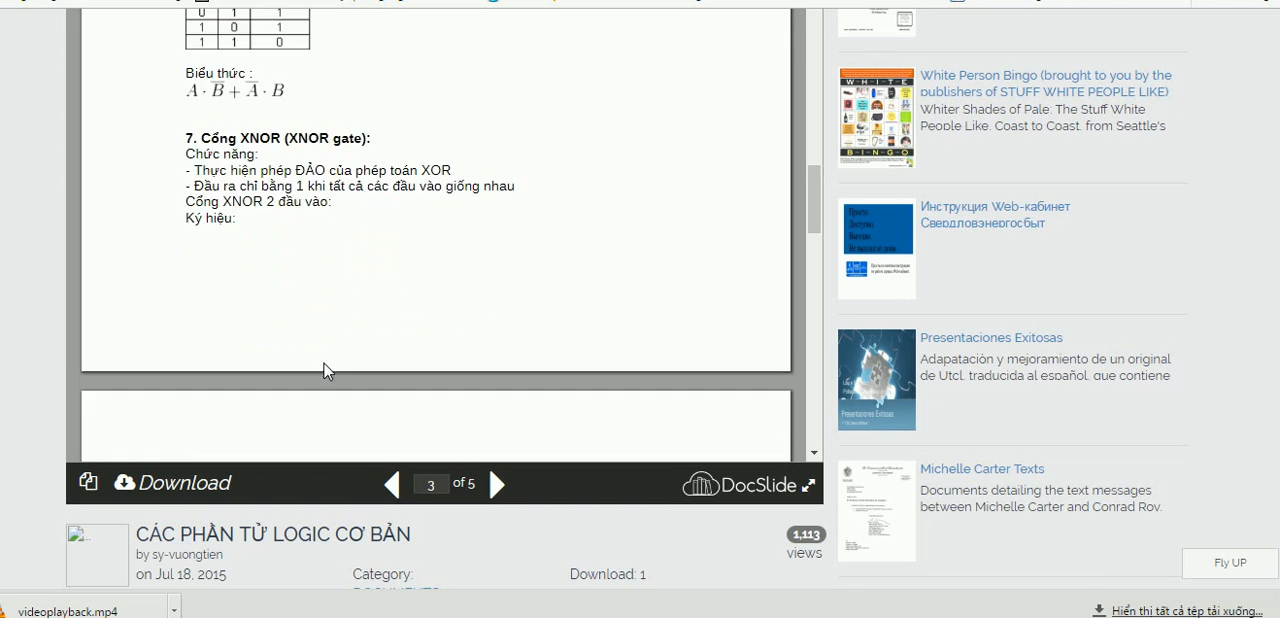 0 1 1
1 0 1
1 1 0
Biểu thức :
A · B̅ + A̅ · B
7. Cổng XNOR (XNOR gate):
Chức năng:
- Thực hiện phép ĐẢO của phép toán XOR
- Đầu ra chỉ bằng 1 khi tất cả các đầu vào giống nhau
Cổng XNOR 2 đầu vào:
Ký hiệu:
Download
3 of 5
DocSlide
CÁC PHẦN TỬ LOGIC CƠ BẢN
by sy-vuongtien
on Jul 18, 2015
Category:
DOCUMENTS
Download: 1
1,113
views
White Person Bingo (brought to you by the
publishers of STUFF WHITE PEOPLE LIKE)
Whiter Shades of Pale: The Stuff White
People Like, Coast to Coast, from Seattle's
W H I T E
B I N G O
Инструкция Web-кабинет
Свердловэнергосбыт
Просто.
Доступно.
Выгодно.
Presentaciones Exitosas
Adapatación y mejoramiento de un original
de Utcl, traducida al español, que contiene
Presentaciones Exitosas
Michelle Carter Texts
Documents detailing the text messages
between Michelle Carter and Conrad Roy.
Fly UP
videoplayback.mp4
Hiển thị tất cả tệp tải xuống...